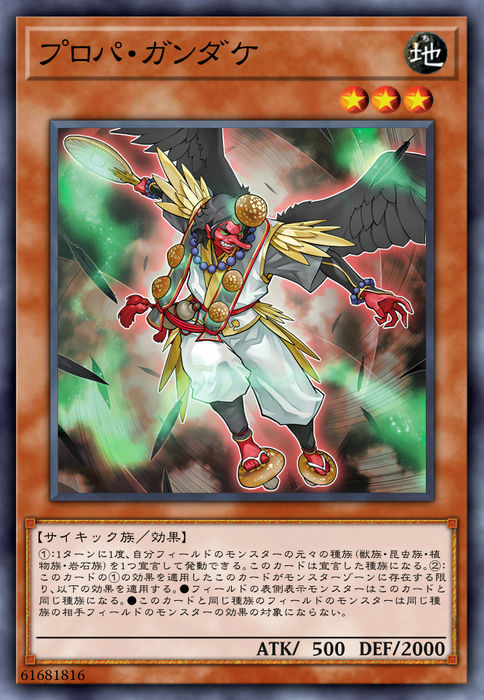 プロパ・ガンダケ
ち
地
【サイキック族／効果】
①：1ターンに1度、自分フィールドのモンスターの元々の種族(獣族・昆虫族・植
物族・岩石族)を1つ宣言して発動できる。このカードは宣言した種族になる。②：
このカードの①の効果を適用したこのカードがモンスターゾーンに存在する限
り、以下の効果を適用する。●フィールドの表側表示モンスターはこのカードと
同じ種族になる。●このカードと同じ種族のフィールドのモンスターは同じ種
族の相手フィールドのモンスターの効果の対象にならない。
ATK/ 500 DEF/2000
61681816